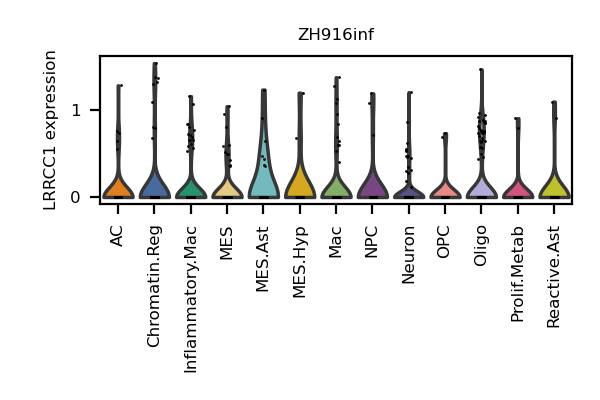 ZH916inf
LRRCC1 expression
1
0
AC
Chromatin.Reg
Inflammatory.Mac
MES
MES.Ast
MES.Hyp
Mac
NPC
Neuron
OPC
Oligo
Prolif.Metab
Reactive.Ast